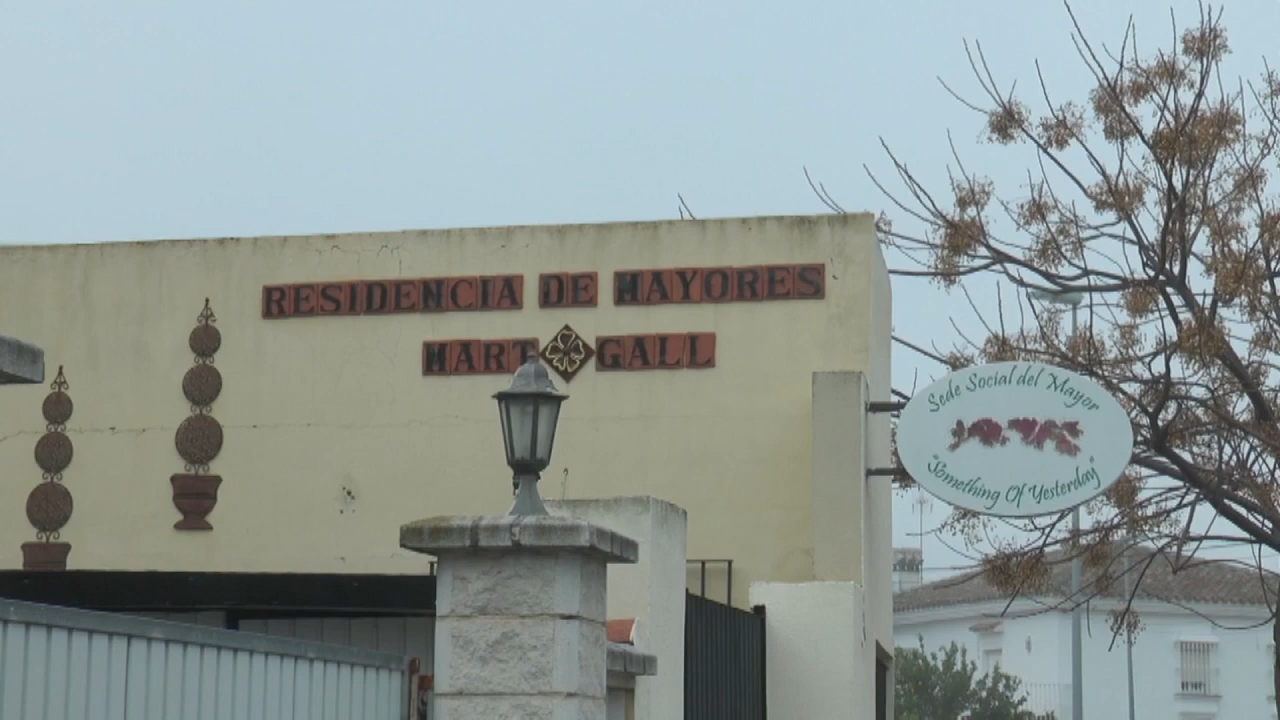 RESIDENCIA DE MAYORES
MART GALL
Sede Social del Mayor
"Something Of Yesterday"